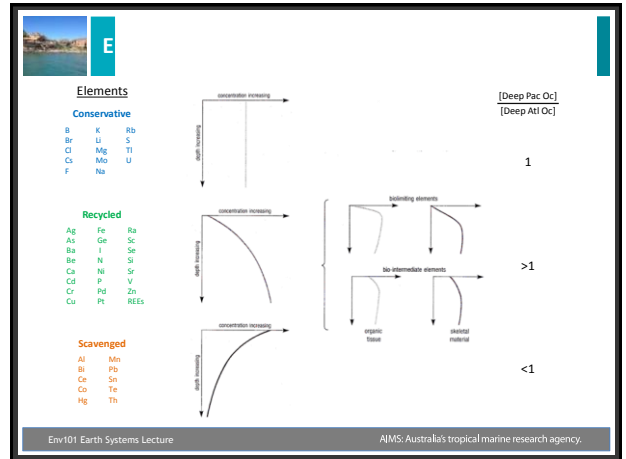 E
Elements
Conservative
B K Rb
Br Li S
Cl Mg Tl
Cs Mo U
F Na
concentration increasing
depth increasing
[Deep Pac Oc]
[Deep Atl Oc]
1
Recycled
Ag Fe Ra
As Ge Sc
Ba I Se
Be N Si
Ca Ni Sr
Cd P V
Cr Pd Zn
Cu Pt REEs
concentration increasing
depth increasing
biolimiting elements
bio-intermediate elements
organic
tissue
skeletal
material
>1
Scavenged
Al Mn
Bi Pb
Ce Sn
Co Te
Hg Th
concentration increasing
depth increasing
<1
Env101 Earth Systems Lecture
AIMS: Australia's tropical marine research agency.